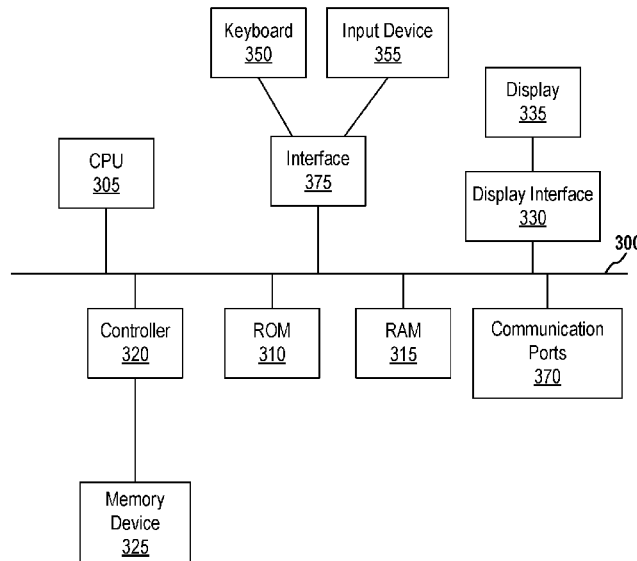 Keyboard
350
Input Device
355
Display
335
CPU
305
Interface
375
Display Interface
330
300
Controller
320
ROM
310
RAM
315
Communication
Ports
370
Memory
Device
325